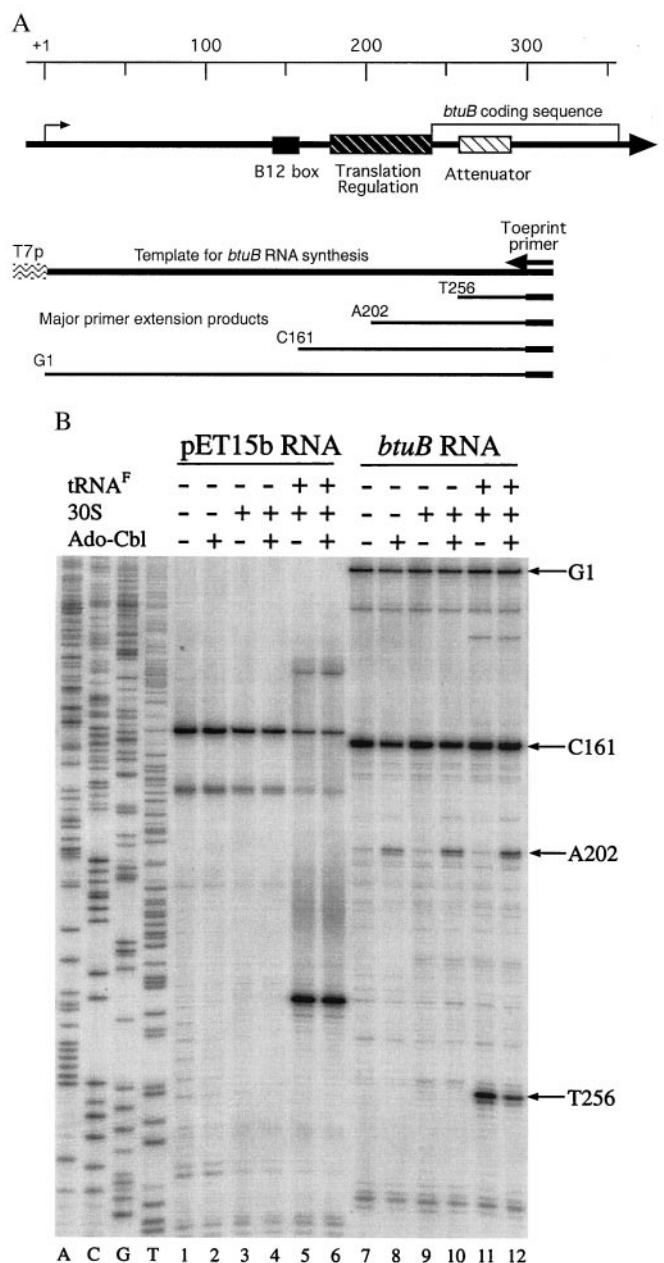 A
+1 100 200 300
btuB coding sequence
B12 box Translation Regulation Attenuator
T7p Template for btuB RNA synthesis Toeprint primer
T256
Major primer extension products A202
C161
G1
B
pET15b RNA btuB RNA
tRNAF - - - - + + - - - - + +
30S - - + + + + - - + + + +
Ado-Cbl - + - + - + - + - + - +
G1
C161
A202
T256
A C G T 1 2 3 4 5 6 7 8 9 10 11 12